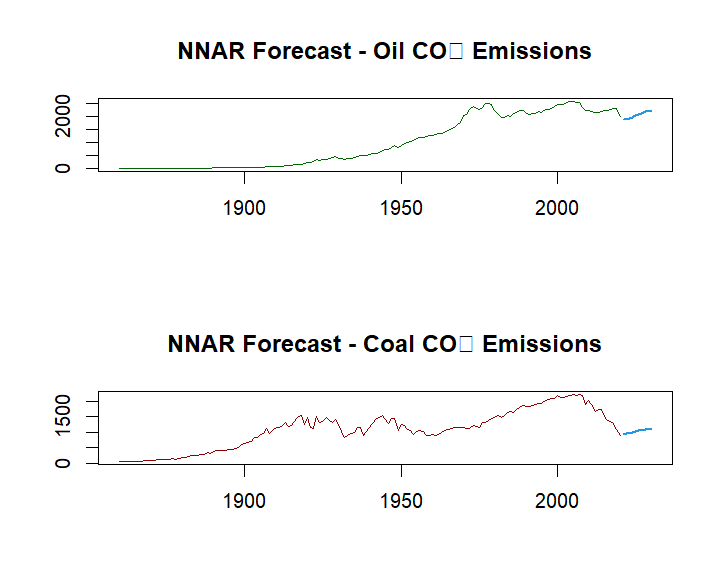 NNAR Forecast - Oil CO□ Emissions
2000
0
1900 1950 2000
NNAR Forecast - Coal CO□ Emissions
1500
0
1900 1950 2000